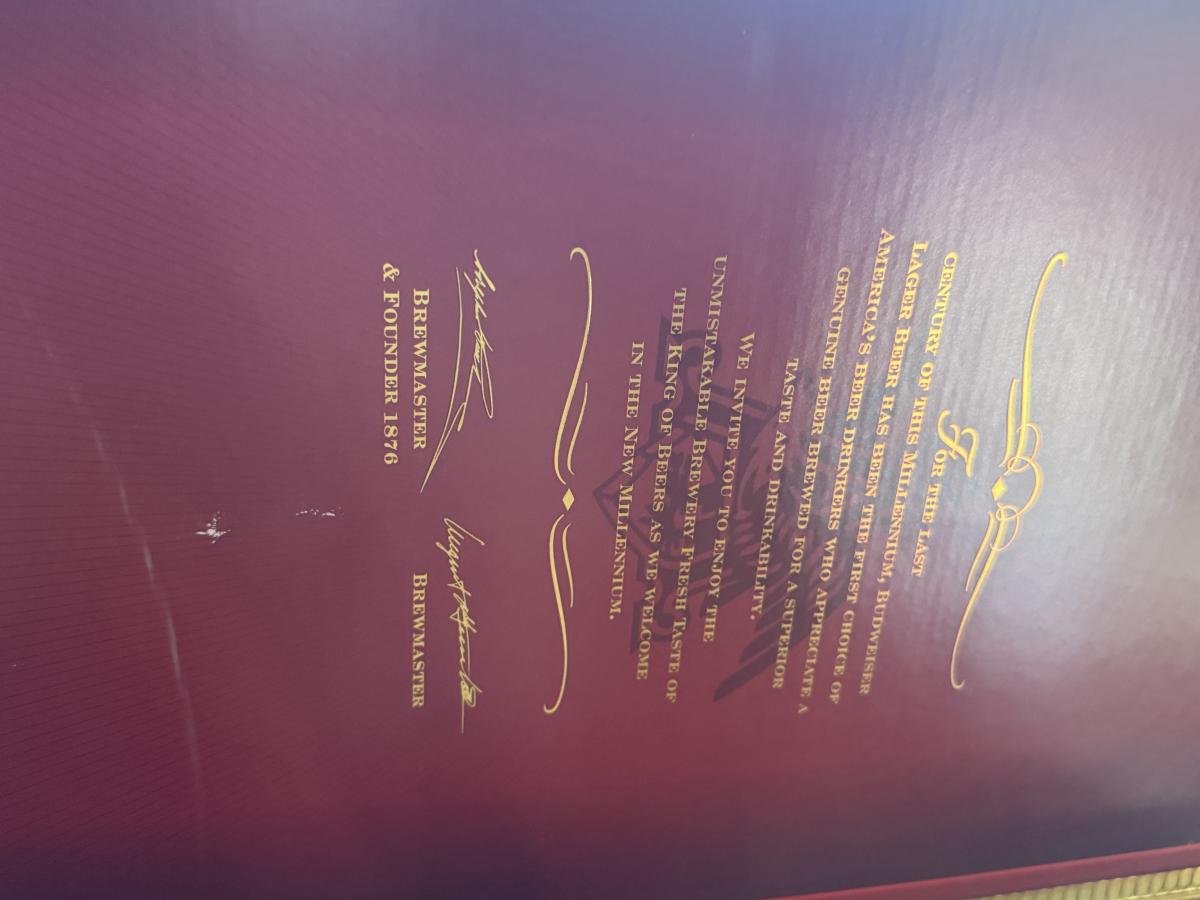 FOR THE LAST
CENTURY OF THIS MILLENNIUM, BUDWEISER
LAGER BEER HAS BEEN THE FIRST CHOICE OF
AMERICA'S BEER DRINKERS WHO APPRECIATE A
GENUINE BEER BREWED FOR A SUPERIOR
TASTE AND DRINKABILITY.
WE INVITE YOU TO ENJOY THE
UNMISTAKABLE BREWERY FRESH TASTE OF
THE KING OF BEERS AS WE WELCOME
IN THE NEW MILLENNIUM.
BREWMASTER
& FOUNDER 1876
BREWMASTER